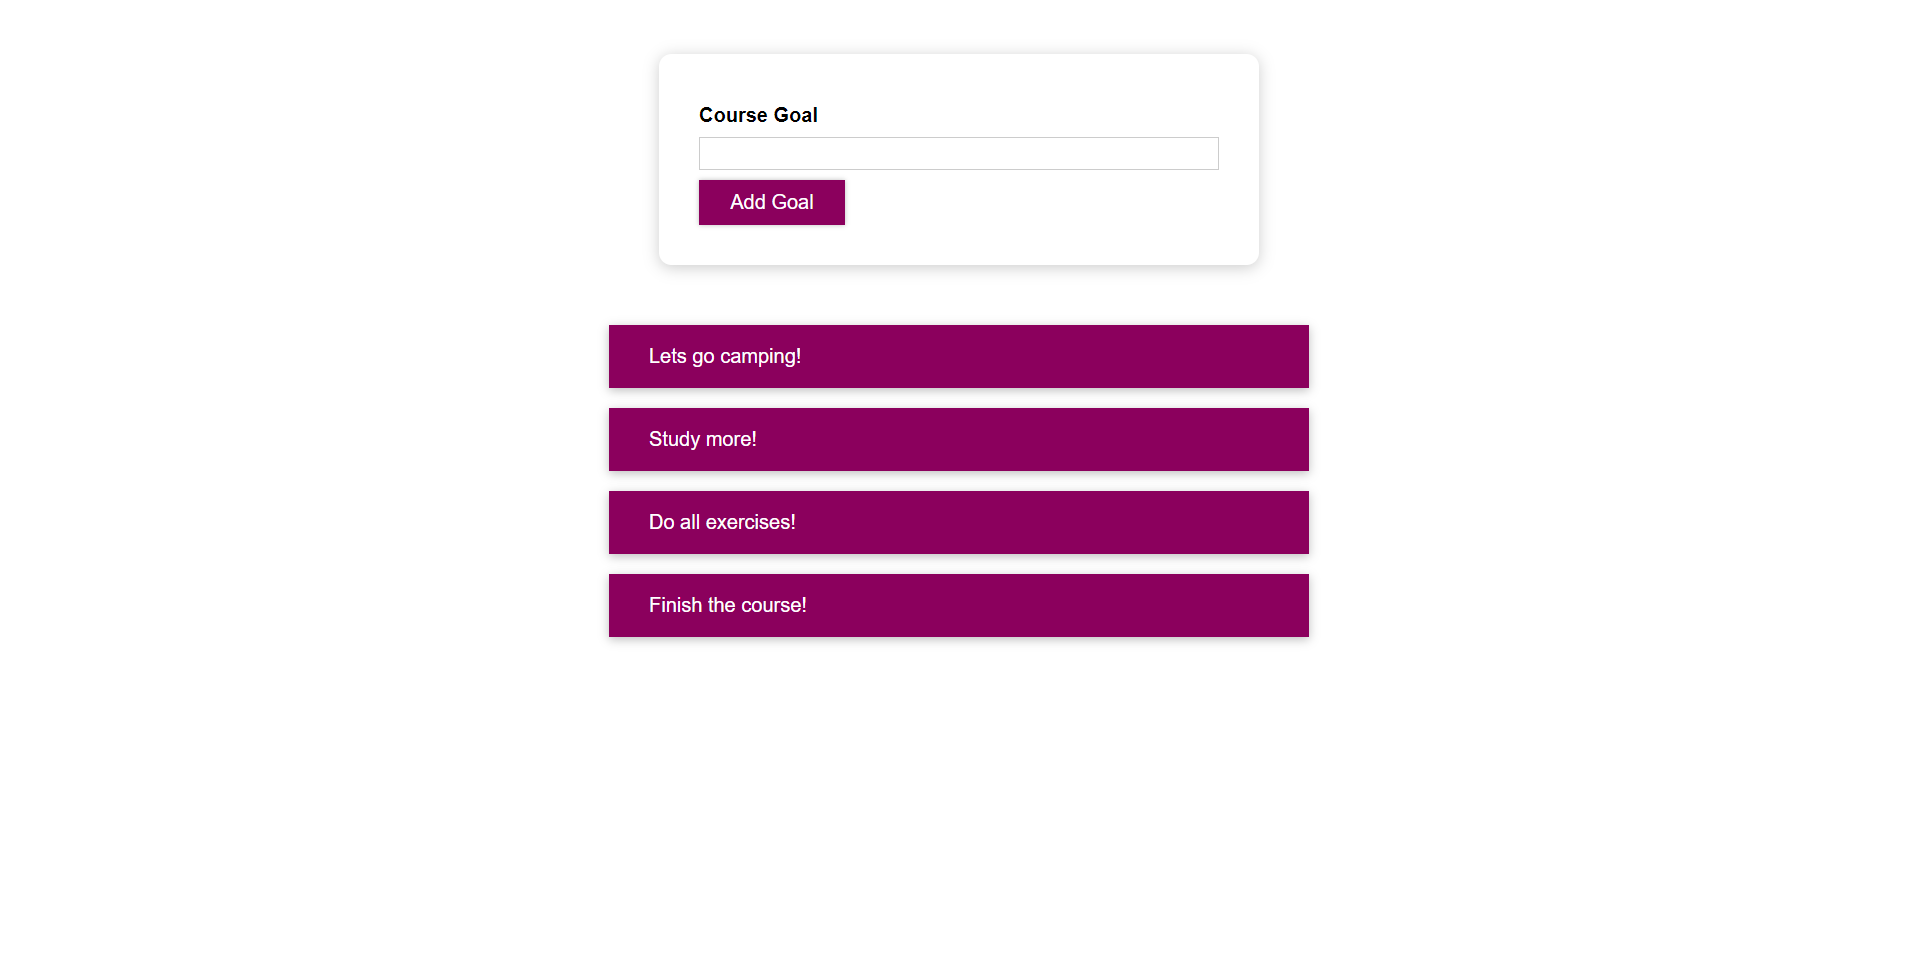 Course Goal
Add Goal
Lets go camping!
Study more!
Do all exercises!
Finish the course!